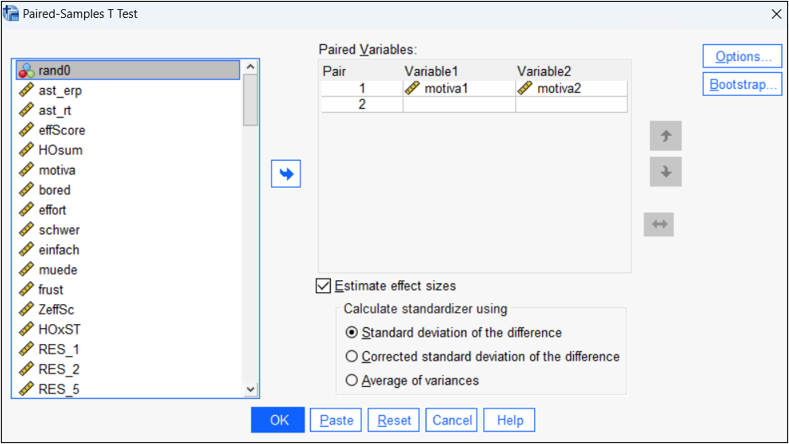 Paired-Samples T Test
rand0
ast_erp
ast_rt
effScore
HOsum
motiva
bored
effort
schwer
einfach
muede
frust
ZeffSc
HOxST
RES_1
RES_2
RES_5
Paired Variables:
Pair Variable1 Variable2
1 motiva1 motiva2
2
Options...
Bootstrap...
Estimate effect sizes
Calculate standardizer using
Standard deviation of the difference
Corrected standard deviation of the difference
Average of variances
OK Paste Reset Cancel Help